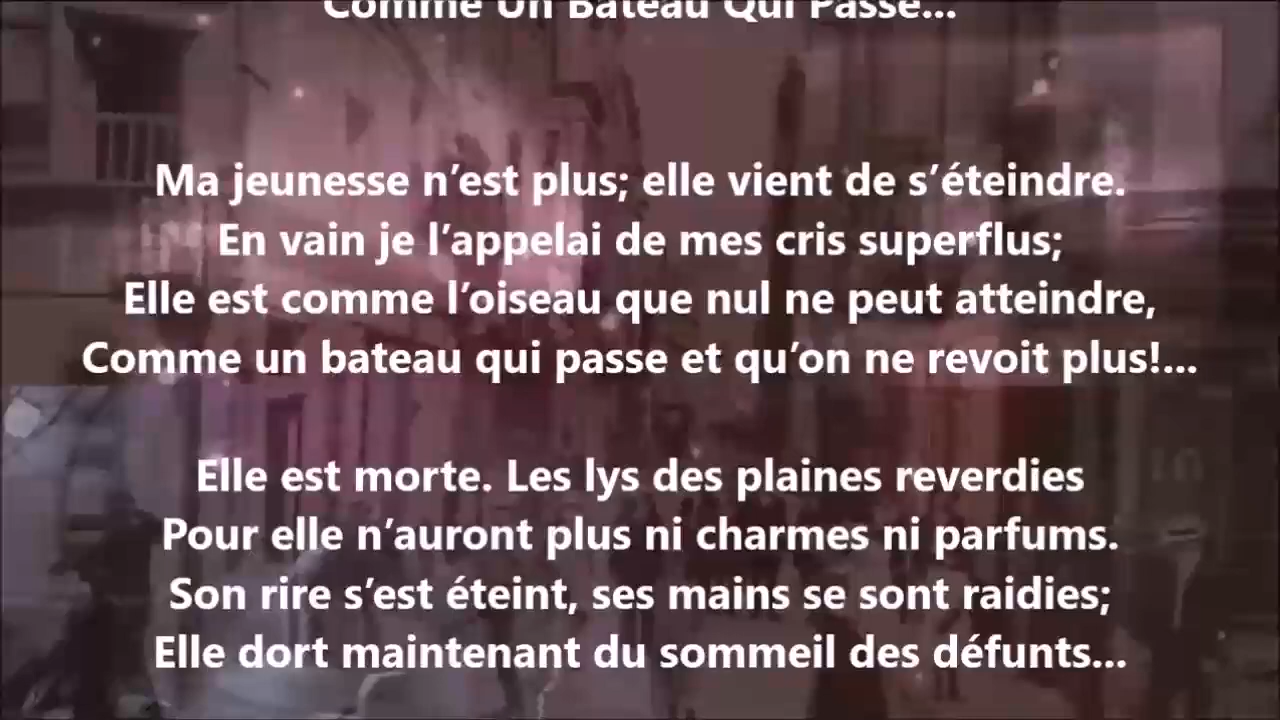 Comme Un Bateau Qui Passe...
Ma jeunesse n’est plus; elle vient de s’éteindre.
En vain je l’appelai de mes cris superflus;
Elle est comme l’oiseau que nul ne peut atteindre,
Comme un bateau qui passe et qu’on ne revoit plus!...
Elle est morte. Les lys des plaines reverdies
Pour elle n’auront plus ni charmes ni parfums.
Son rire s’est éteint, ses mains se sont raidies;
Elle dort maintenant du sommeil des défunts...